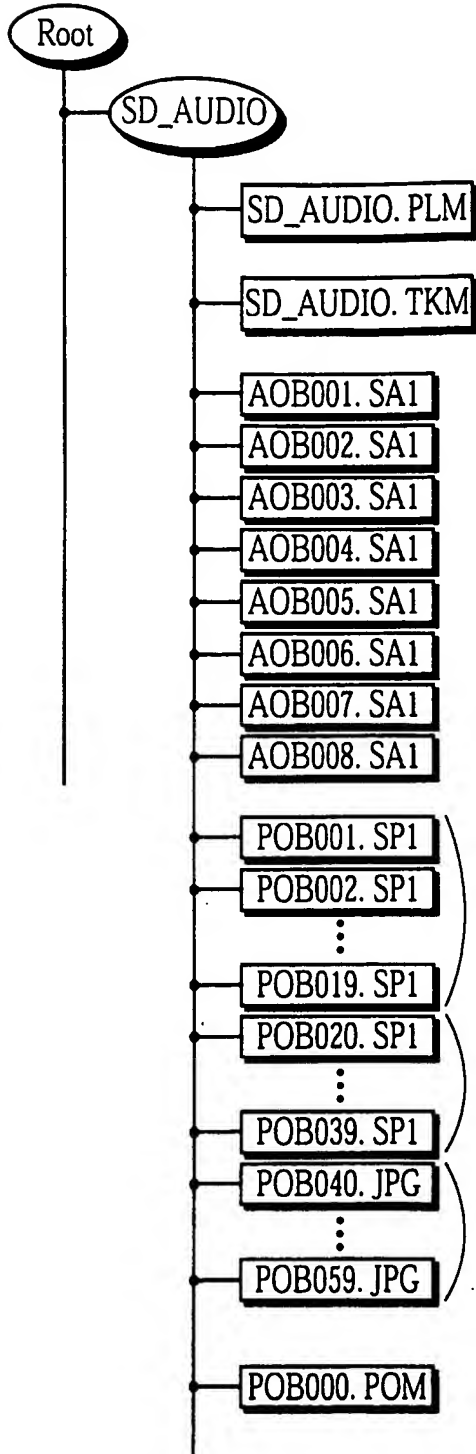 Root
SD_AUDIO
SD_AUDIO. PLM
SD_AUDIO. TKM
AOB001. SA1
AOB002. SA1
AOB003. SA1
AOB004. SA1
AOB005. SA1
AOB006. SA1
AOB007. SA1
AOB008. SA1
POB001. SP1
POB002. SP1
POB019. SP1
POB020. SP1
POB039. SP1
POB040. JPG
POB059. JPG
POB000. POM